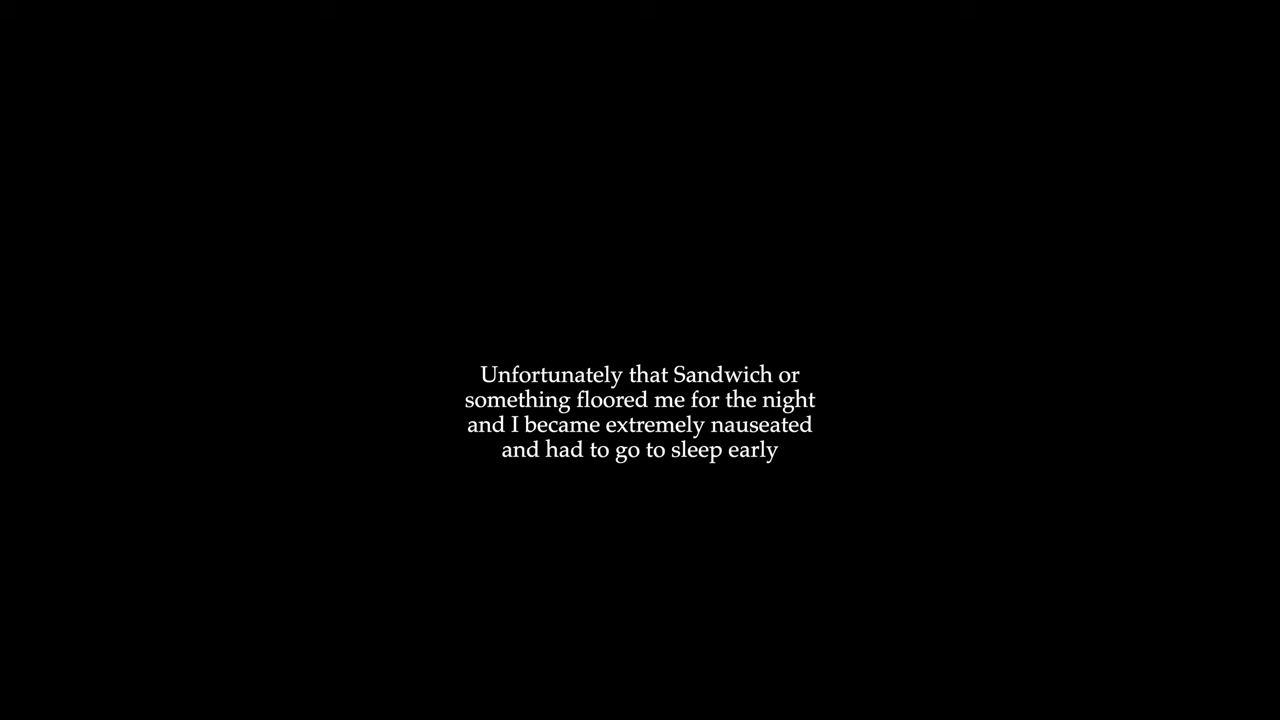 Unfortunately that Sandwich or
something floored me for the night
and I became extremely nauseated
and had to go to sleep early